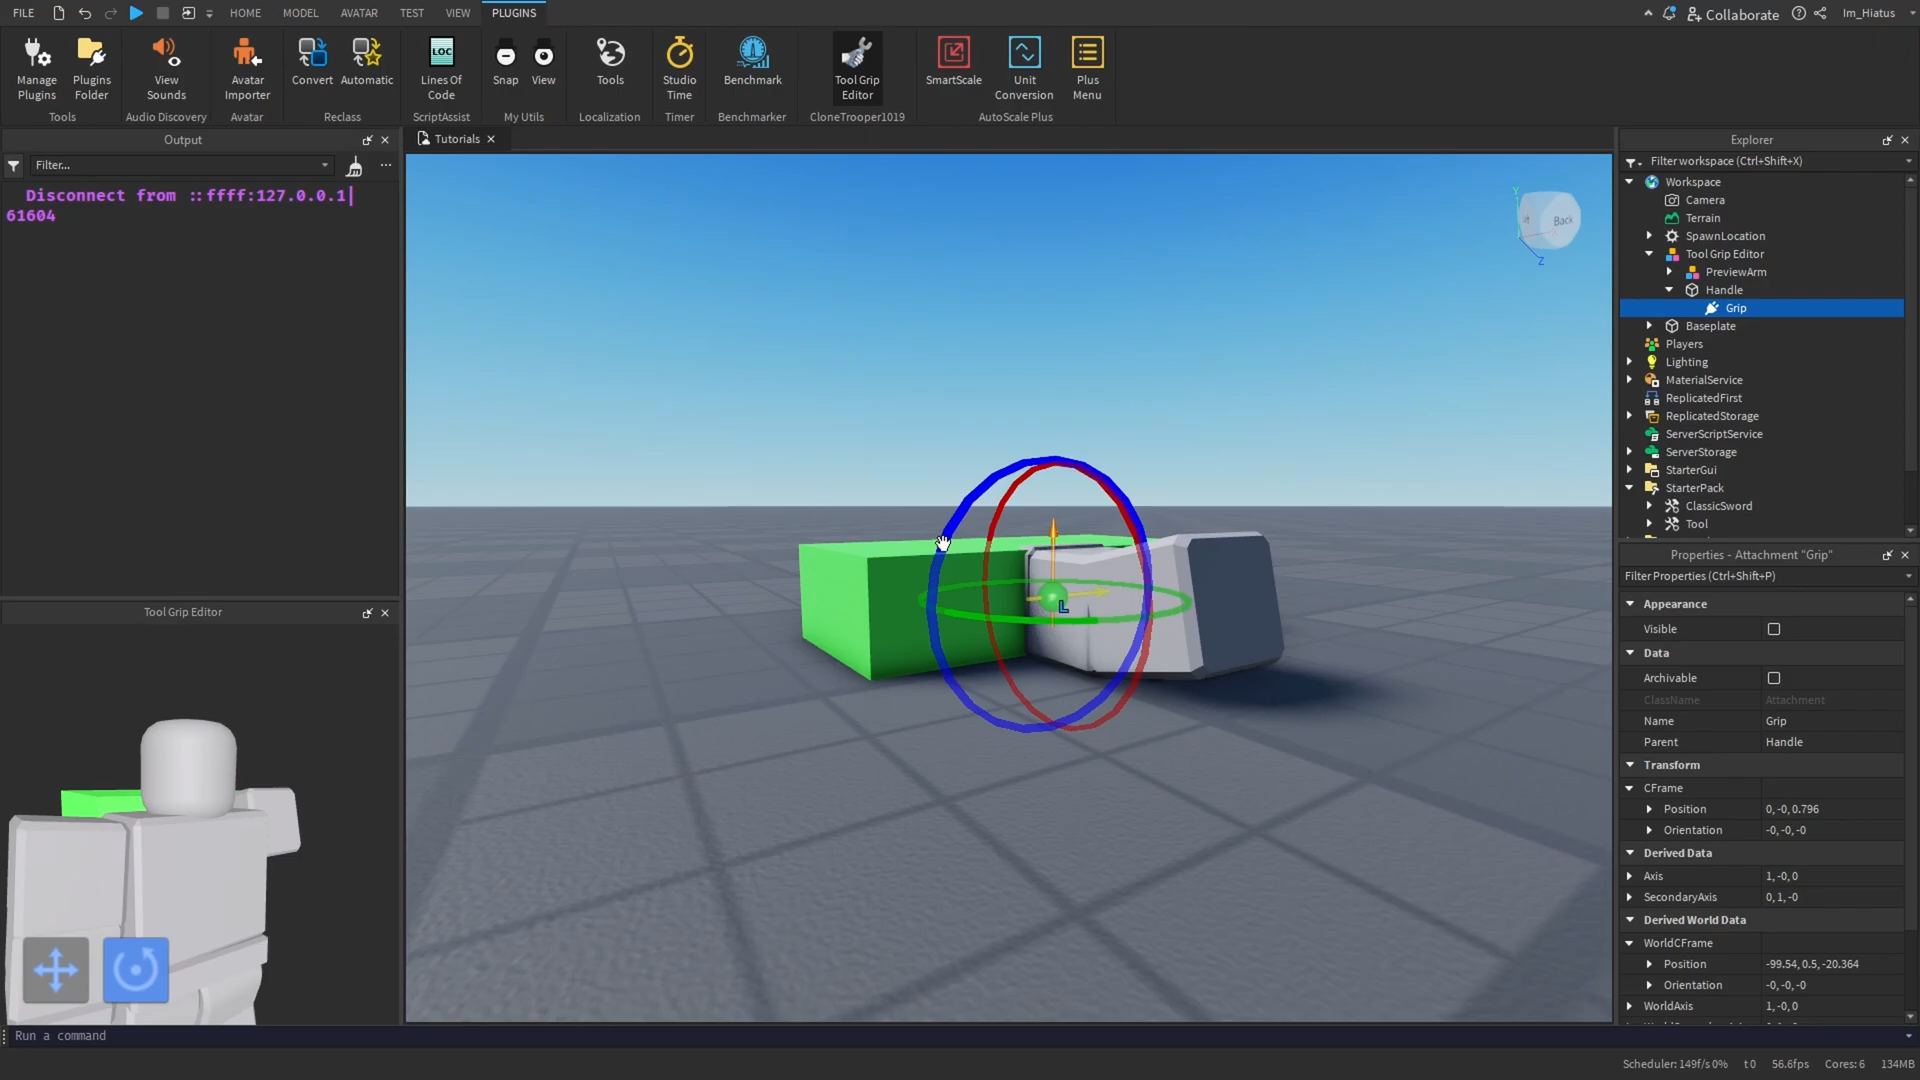 FILE HOME MODEL AVATAR TEST VIEW PLUGINS Collaborate Im_Hiatus
Manage Plugins
Plugins Folder
View Sounds
Avatar Importer
Convert
Automatic
LOC
Lines Of Code
Snap
View
Tools
Studio Time
Benchmark
Tool Grip Editor
SmartScale
Unit Conversion
Plus Menu
Tools Audio Discovery Avatar Reclass ScriptAssist My Utils Localization Timer Benchmarker CloneTrooper1019 AutoScale Plus
Output
Filter...
Disconnect from ::ffff:127.0.0.1|
61604
Tool Grip Editor
Tutorials
Y
Back
X
Z
L
Explorer
Filter workspace (Ctrl+Shift+X)
Workspace
Camera
Terrain
SpawnLocation
Tool Grip Editor
PreviewArm
Handle
Grip
Baseplate
Players
Lighting
MaterialService
ReplicatedFirst
ReplicatedStorage
ServerScriptService
ServerStorage
StarterGui
StarterPack
ClassicSword
Tool
Properties - Attachment "Grip"
Filter Properties (Ctrl+Shift+P)
Appearance
Visible
Data
Archivable
ClassName Attachment
Name Grip
Parent Handle
Transform
CFrame
Position 0, -0, 0.796
Orientation -0, -0, -0
Derived Data
Axis 1, -0, 0
SecondaryAxis 0, 1, -0
Derived World Data
WorldCFrame
Position -99.54, 0.5, -20.364
Orientation -0, -0, -0
WorldAxis 1, -0, 0
Run a command
Scheduler: 149f/s 0% t0 56.6fps Cores: 6 134MB